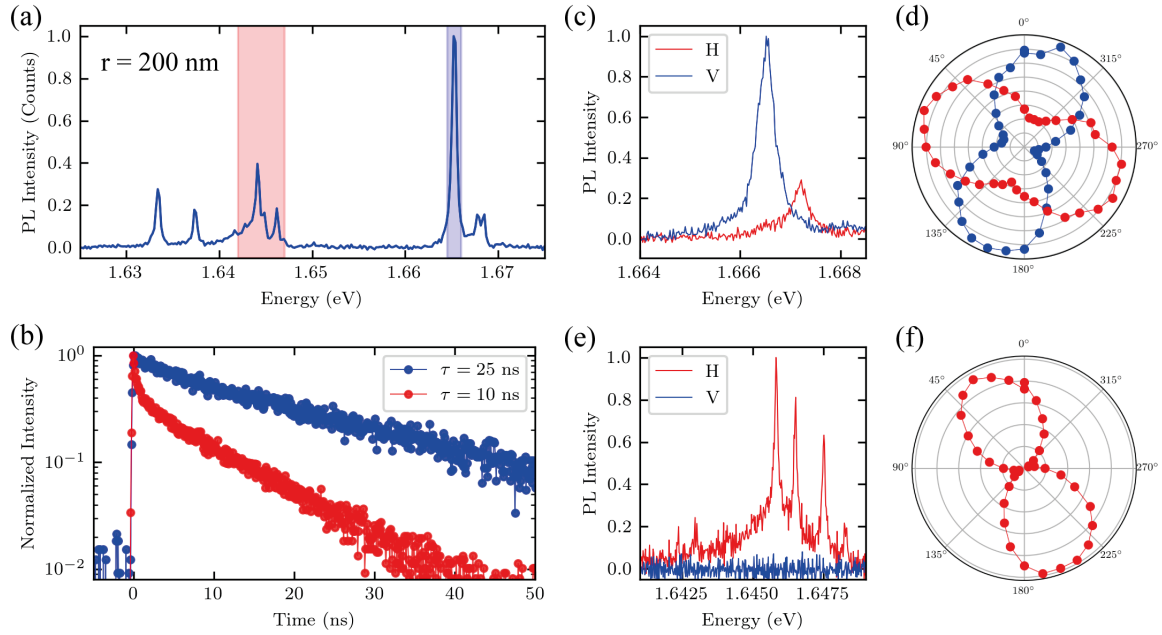 (a)
r = 200 nm
PL Intensity (Counts)
1.0
0.8
0.6
0.4
0.2
0.0
1.63
1.64
1.65
1.66
1.67
Energy (eV)
(b)
τ = 25 ns
τ = 10 ns
Normalized Intensity
10⁰
10⁻¹
10⁻²
0
10
20
30
40
50
Time (ns)
(c)
H
V
PL Intensity
1.0
0.8
0.6
0.4
0.2
0.0
1.664
1.666
1.668
Energy (eV)
(d)
0°
45°
315°
90°
270°
135°
225°
180°
(e)
H
V
PL Intensity
1.0
0.8
0.6
0.4
0.2
0.0
1.6425
1.6450
1.6475
Energy (eV)
(f)
0°
45°
315°
90°
270°
135°
225°
180°